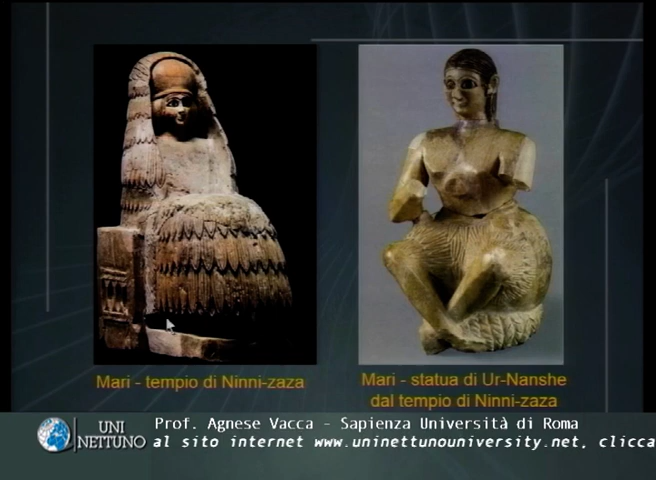 Mari - tempio di Ninni-zaza
Mari - statua di Ur-Nanshe
dal tempio di Ninni-zaza
UNI
NETTUNO
Prof. Agnese Vacca - Sapienza Università di Roma
al sito internet www.uninettunouniversity.net, clicca